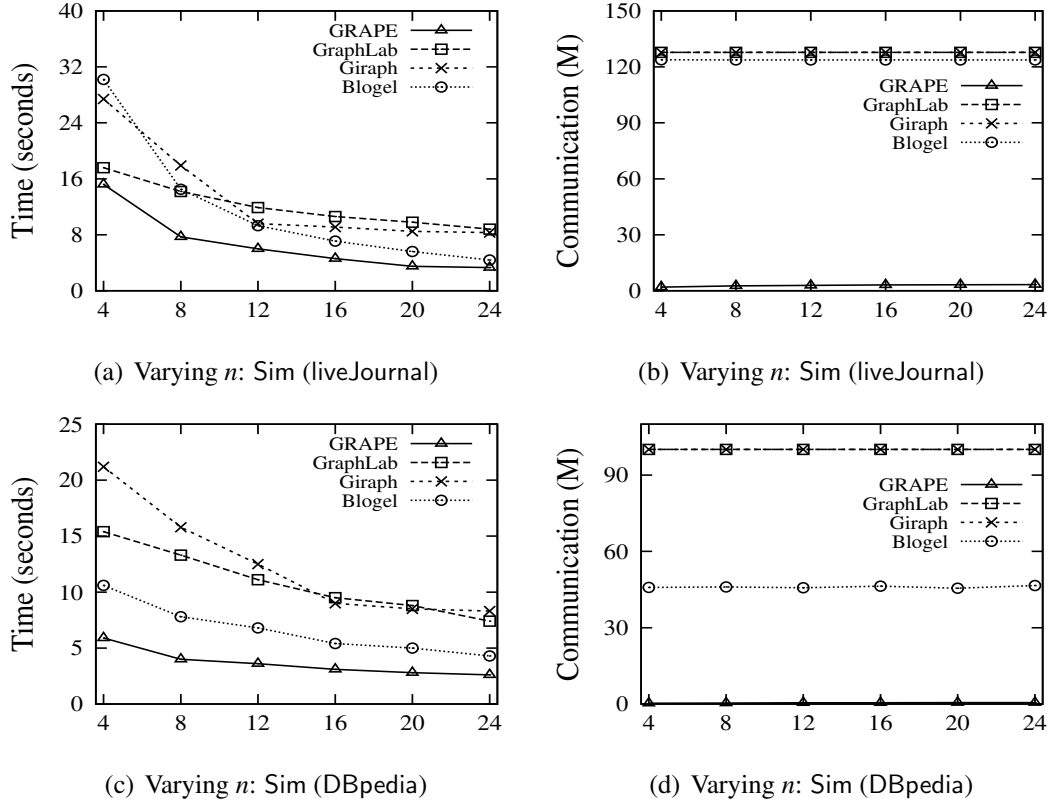 40
32
24
16
8
0
Time (seconds)
GRAPE
GraphLab
Giraph
Blogel
4 8 12 16 20 24
(a) Varying n: Sim (liveJournal)
150
120
90
60
30
0
Communication (M)
GRAPE
GraphLab
Giraph
Blogel
4 8 12 16 20 24
(b) Varying n: Sim (liveJournal)
25
20
15
10
5
0
Time (seconds)
GRAPE
GraphLab
Giraph
Blogel
4 8 12 16 20 24
(c) Varying n: Sim (DBpedia)
90
60
30
0
Communication (M)
GRAPE
GraphLab
Giraph
Blogel
4 8 12 16 20 24
(d) Varying n: Sim (DBpedia)